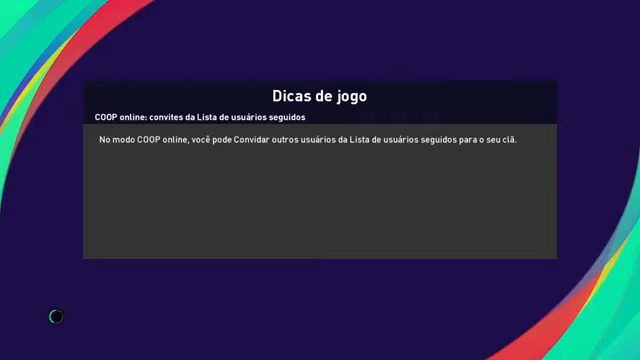 Dicas de jogo
COOP online: convites da Lista de usuários seguidos
No modo COOP online, você pode Convidar outros usuários da Lista de usuários seguidos para o seu clã.